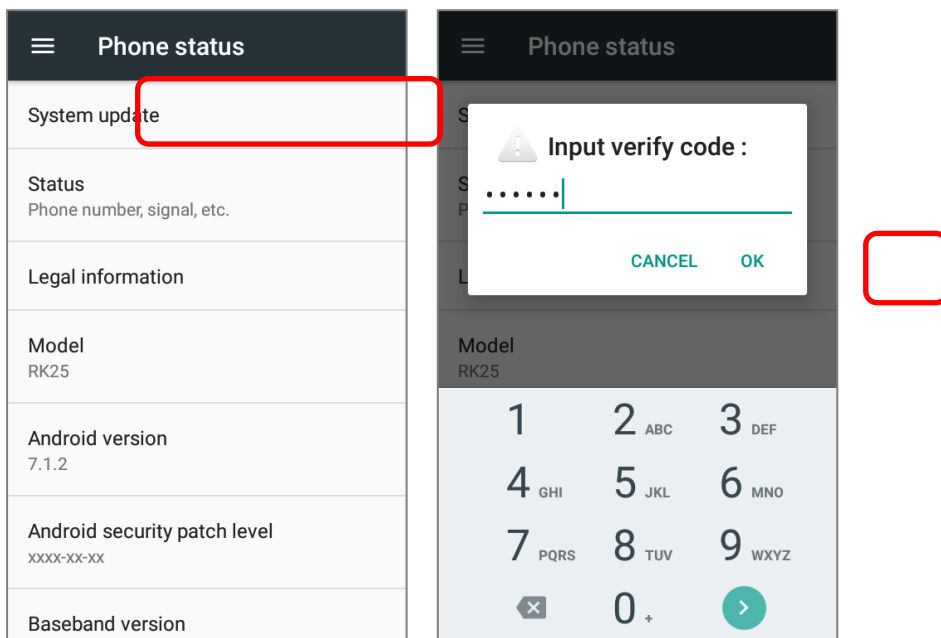 Phone status
System update
Status
Phone number, signal, etc.
Legal information
Model
RK25
Android version
7.1.2
Android security patch level
xxxx-xx-xx
Baseband version
Phone status
S
Input verify code :
S
••••••
P
CANCEL OK
L
Model
RK25
1 2 ABC 3 DEF
4 GHI 5 JKL 6 MNO
7 PQRS 8 TUV 9 WXYZ
0 +